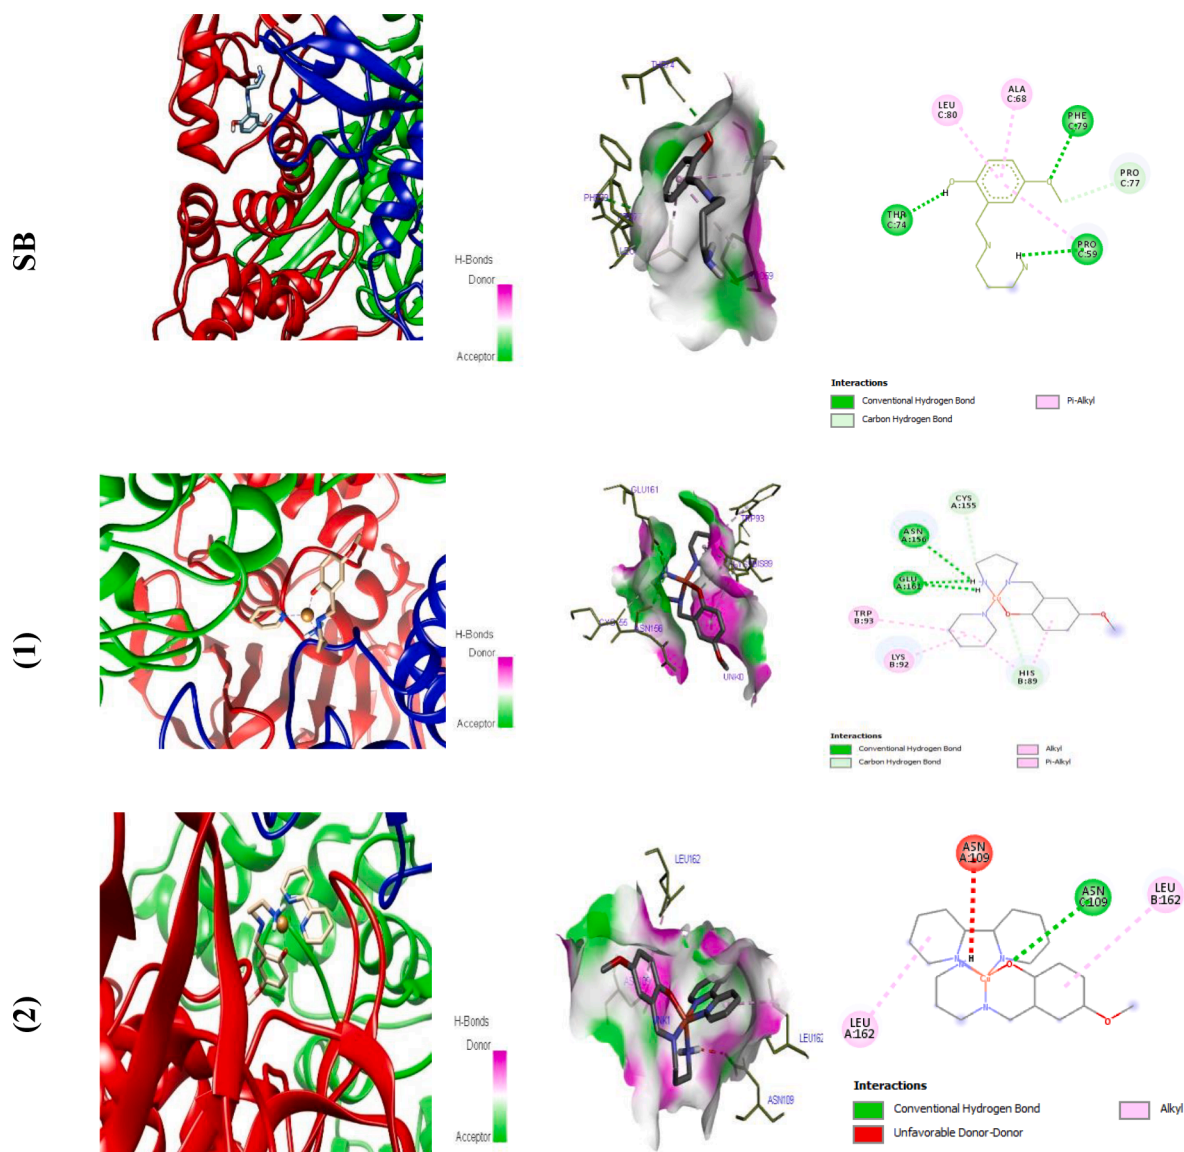 SB
H-Bonds
Donor
Acceptor
LEU
C:80
ALA
C:68
PHE
C:79
PRO
C:77
THR
C:74
PRO
C:59
O
H
O
N
H
N
Interactions
Conventional Hydrogen Bond
Pi-Alkyl
Carbon Hydrogen Bond
(1)
H-Bonds
Donor
Acceptor
GLU161
TRP93
ASN156
UNK0
CYS
A:155
ASN
A:156
GLU
A:161
TRP
B:93
LYS
B:92
HIS
B:89
H
H
N
N
N
O
O
Interactions
Conventional Hydrogen Bond
Alkyl
Carbon Hydrogen Bond
Pi-Alkyl
(2)
H-Bonds
Donor
Acceptor
LEU162
UNK1
LEU162
ASN109
ASN
A:109
ASN
C:109
LEU
B:162
LEU
A:162
H
O
N
Cu
N
O
Interactions
Conventional Hydrogen Bond
Alkyl
Unfavorable Donor-Donor